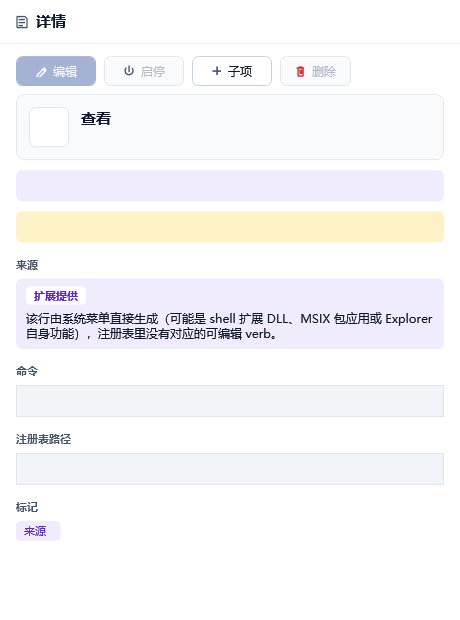 详情
编辑 启停 子项 删除
查看
来源
扩展提供
该行由系统菜单直接生成（可能是 shell 扩展 DLL、MSIX 包应用或 Explorer
自身功能），注册表里没有对应的可编辑 verb。
命令
注册表路径
标记
来源